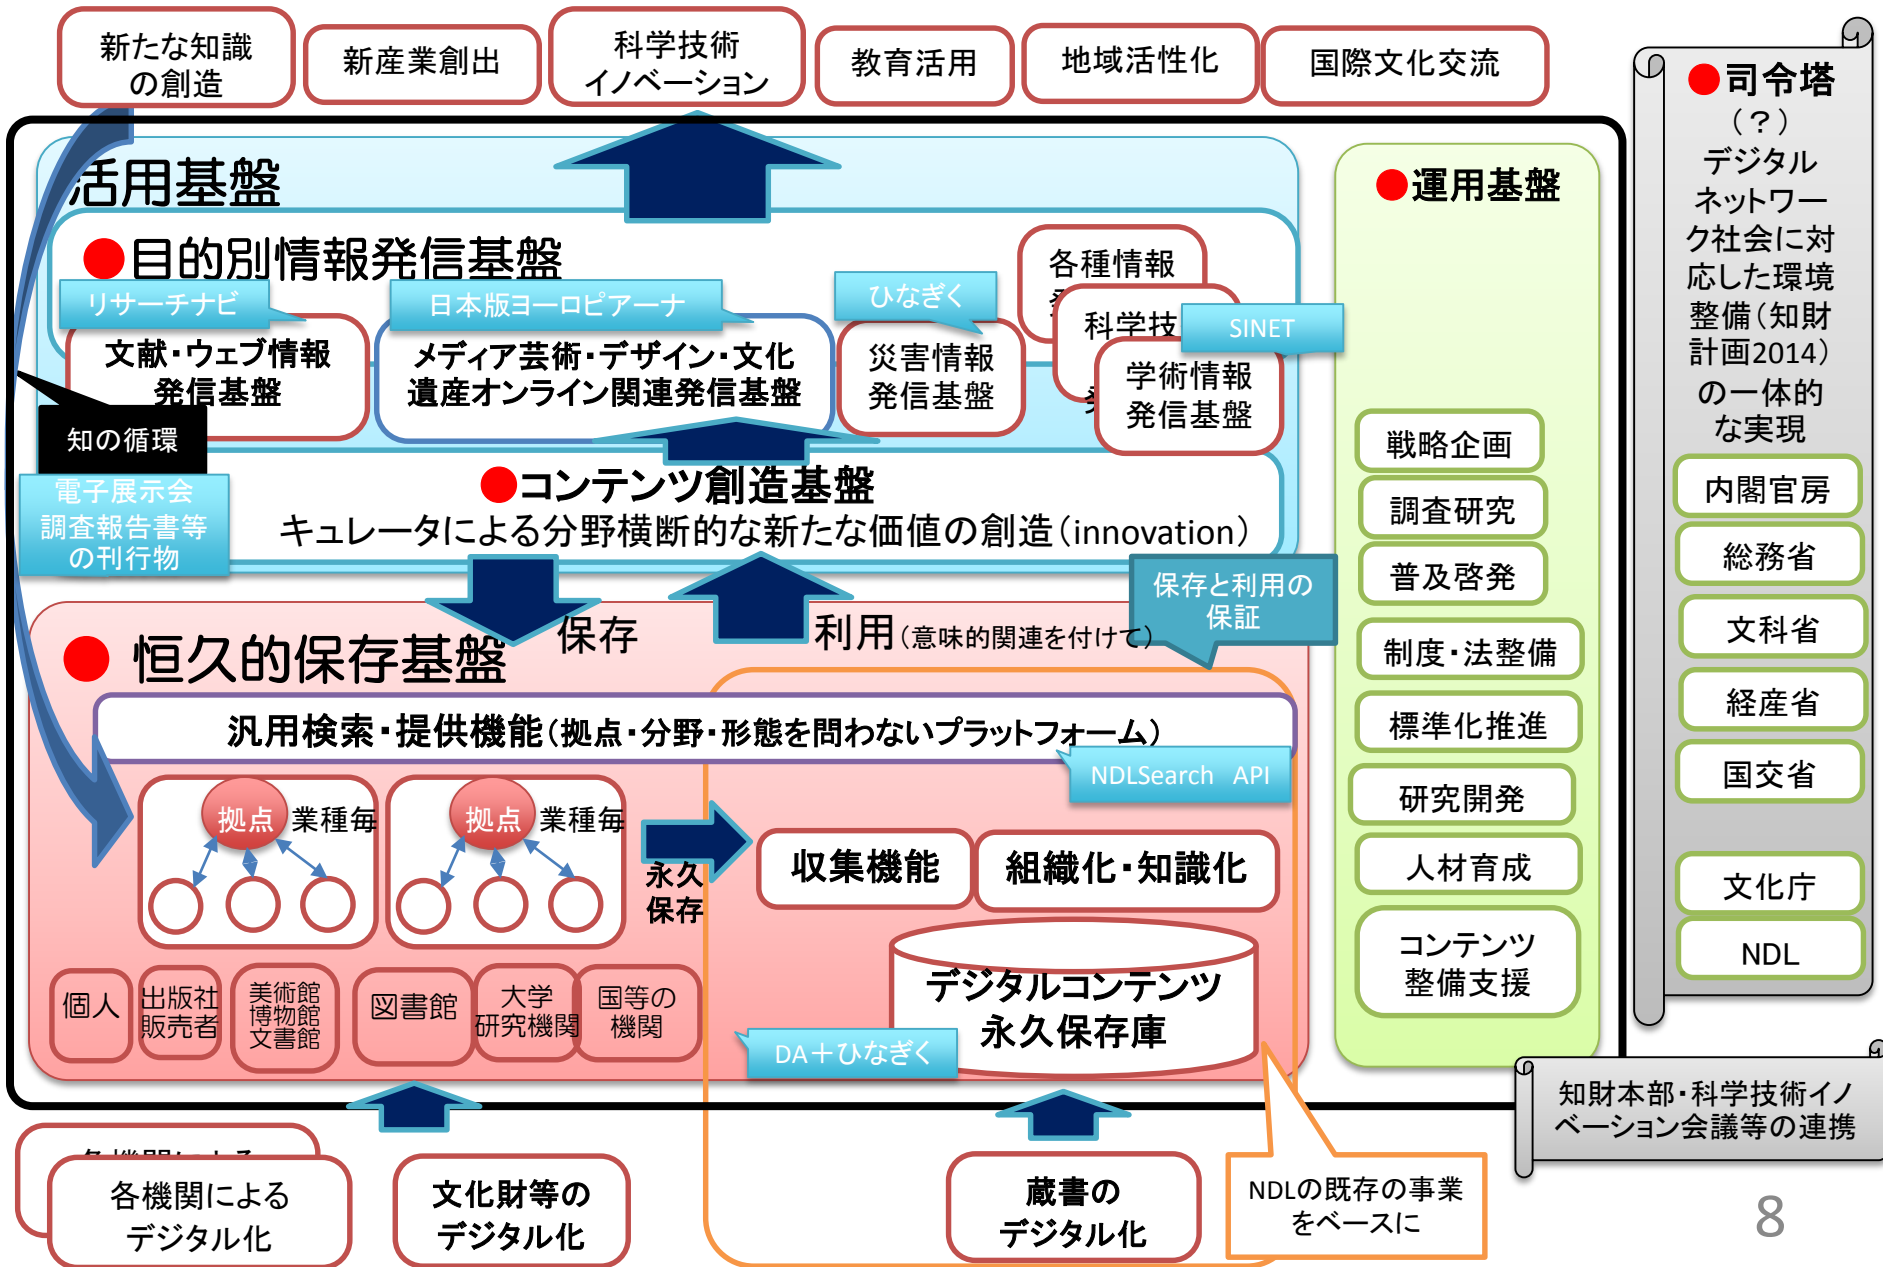 新たな知識
の創造
新産業創出
科学技術
イノベーション
教育活用
地域活性化
国際文化交流
活用基盤
●目的別情報発信基盤
リサーチナビ
日本版ヨーロピアーナ
ひなぎく
SINET
文献・ウェブ情報
発信基盤
メディア芸術・デザイン・文化
遺産オンライン関連発信基盤
災害情報
発信基盤
各種情報
科学技
学術情報
発信基盤
知の循環
電子展示会
調査報告書等
の刊行物
●コンテンツ創造基盤
キュレータによる分野横断的な新たな価値の創造(innovation)
保存
利用(意味的関連を付けて)
保存と利用の
保証
● 恒久的保存基盤
汎用検索・提供機能(拠点・分野・形態を問わないプラットフォーム)
NDLSearch API
拠点
業種毎
拠点
業種毎
永久
保存
収集機能
組織化・知識化
デジタルコンテンツ
永久保存庫
DA+ひなぎく
個人
出版社
販売者
美術館
博物館
文書館
図書館
大学
研究機関
国等の
機関
各機関による
各機関による
デジタル化
文化財等の
デジタル化
蔵書の
デジタル化
NDLの既存の事業
をベースに
●運用基盤
戦略企画
調査研究
普及啓発
制度・法整備
標準化推進
研究開発
人材育成
コンテンツ
整備支援
●司令塔
(?)
デジタル
ネットワー
ク社会に対
応した環境
整備(知財
計画2014)
の一体的
な実現
内閣官房
総務省
文科省
経産省
国交省
文化庁
NDL
知財本部・科学技術イノ
ベーション会議等の連携
8